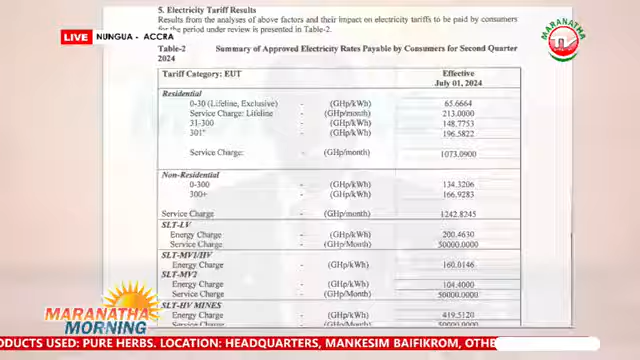 5. Electricity Tariff Results
Results from the analyses of above factors and their impact on electricity tariffs to be paid by consumers
for the period under review is presented in Table-2.
LIVE NUNGUA - ACCRA
MARANATHA
Table-2 Summary of Approved Electricity Rates Payable by Consumers for Second Quarter
2024
Tariff Category: EUT Effective
July 01, 2024
Residential
0-30 (Lifeline, Exclusive) - (GHp/kWh) 65.6664
Service Charge: Lifeline - (GHp/month) 213.0000
31-300 - (GHp/kWh) 148.7753
301+ - (GHp/kWh) 196.5822
Service Charge: - (GHp/month) 1073.0900
Non-Residential
0-300 - (GHp/kWh) 134.3206
300+ - (GHp/kWh) 166.9283
Service Charge - (GHp/month) 1242.8245
SLT-LV
Energy Charge - (GHp/kWh) 200.4630
Service Charge - (GHp/Month) 50000.0000
SLT-MV1/HV
Energy Charge - (GHp/kWh) 160.0146
SLT-MV2
Energy Charge - (GHp/kWh) 104.4000
Service Charge - (GHp/Month) 50000.0000
SLT-HV MINES
Energy Charge - (GHp/kWh) 419.5120
Service Charge - (GHp/Month) 50000.0000
MARANATHA
MORNING
ODUCTS USED: PURE HERBS. LOCATION: HEADQUARTERS, MANKESIM BAIFIKROM, OTHE